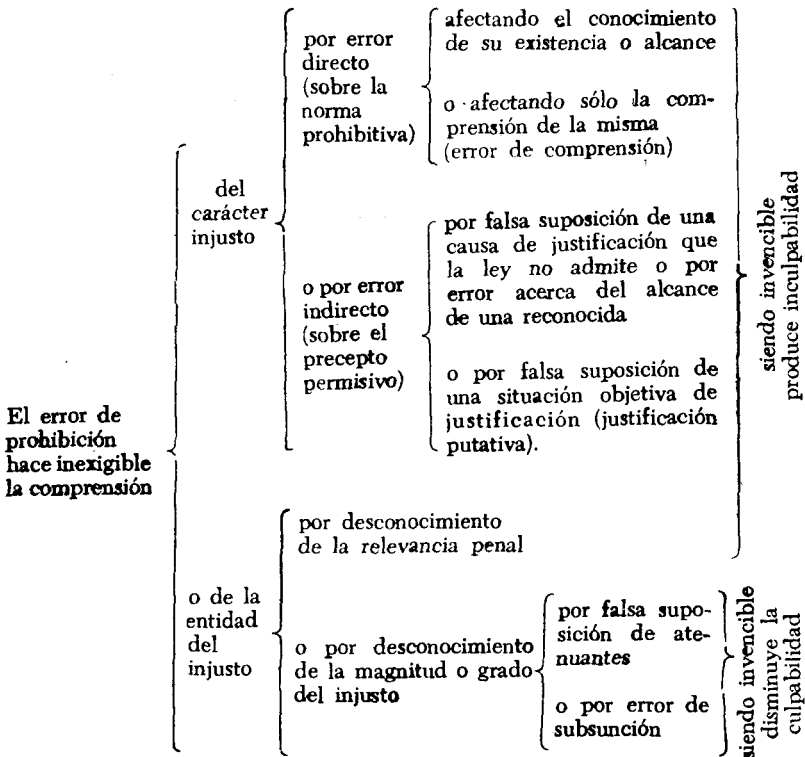 El error de
prohibición
hace inexigible
la comprensión
del
carácter
injusto
por error
directo
(sobre la
norma
prohibitiva)
afectando el conocimiento
de su existencia o alcance
o afectando sólo la com-
prensión de la misma
(error de comprensión)
o por error
indirecto
(sobre el
precepto
permisivo)
por falsa suposición de una
causa de justificación que
la ley no admite o por
error acerca del alcance
de una reconocida
o por falsa suposición de
una situación objetiva de
justificación (justificación
putativa).
o de la
entidad
del
injusto
por desconocimiento
de la relevancia penal
siendo invencible
produce inculpabilidad
o por desconocimiento
de la magnitud o grado
del injusto
por falsa supo-
sición de ate-
nuantes
o por error de
subsunción
siendo invencible
disminuye la
culpabilidad